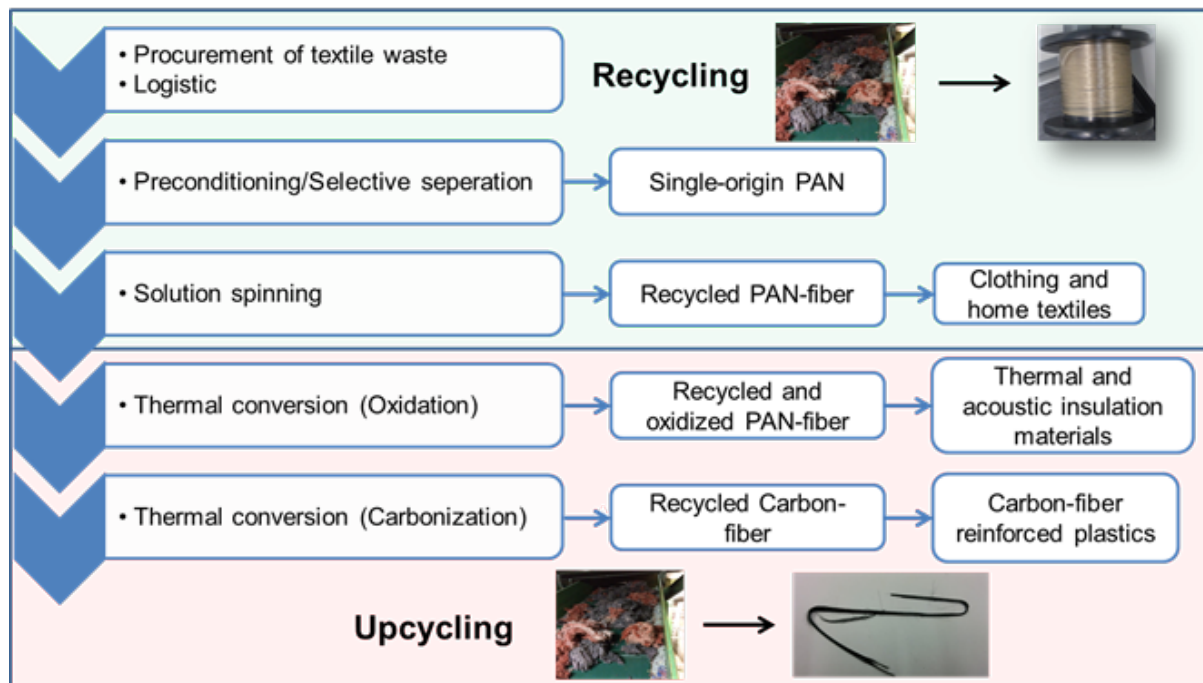 • Procurement of textile waste
• Logistic
Recycling
• Preconditioning/Selective seperation
Single-origin PAN
• Solution spinning
Recycled PAN-fiber
Clothing and
home textiles
• Thermal conversion (Oxidation)
Recycled and
oxidized PAN-fiber
Thermal and
acoustic insulation
materials
• Thermal conversion (Carbonization)
Recycled Carbon-
fiber
Carbon-fiber
reinforced plastics
Upcycling